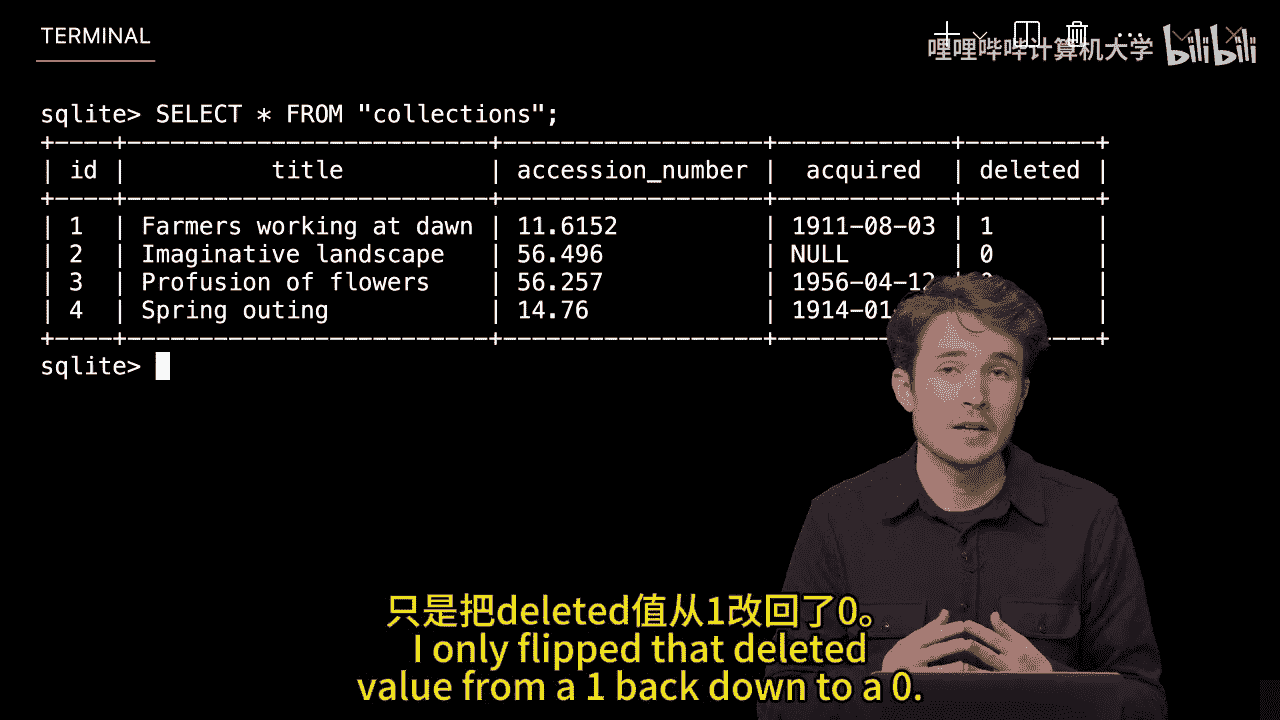 TERMINAL
哔哩哔哩计算机大学 bilibili
sqlite> SELECT * FROM "collections";
+----+-------------------------+-------------------+------------+---------+
| id | title | accession_number | acquired | deleted |
+----+-------------------------+-------------------+------------+---------+
| 1 | Farmers working at dawn | 11.6152 | 1911-08-03 | 1 |
| 2 | Imaginative landscape | 56.496 | NULL | 0 |
| 3 | Profusion of flowers | 56.257 | 1956-04-12 |
| 4 | Spring outing | 14.76 | 1914-01- |
+----+-------------------------+-------------------+------------+---------+
sqlite>
只是把deleted值从1改回了0。
I only flipped that deleted
value from a 1 back down to a 0.